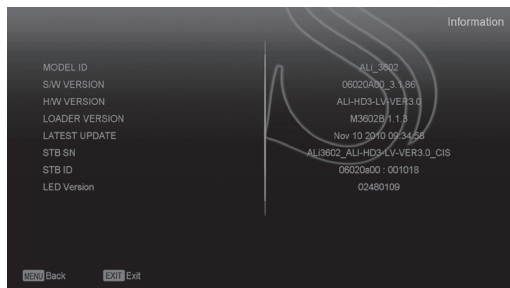 Information
MODEL ID ALi_3602
S/W VERSION 06020A00_3.1.86
H/W VERSION ALI-HD3-LV-VER3.0
LOADER VERSION M3602B 1.1.3
LATEST UPDATE Nov 10 2010 09:34:58
STB SN ALi3602_ALI-HD3-LV-VER3.0_CIS
STB ID 06020a00 : 001018
LED Version 02480109
MENU Back EXIT Exit